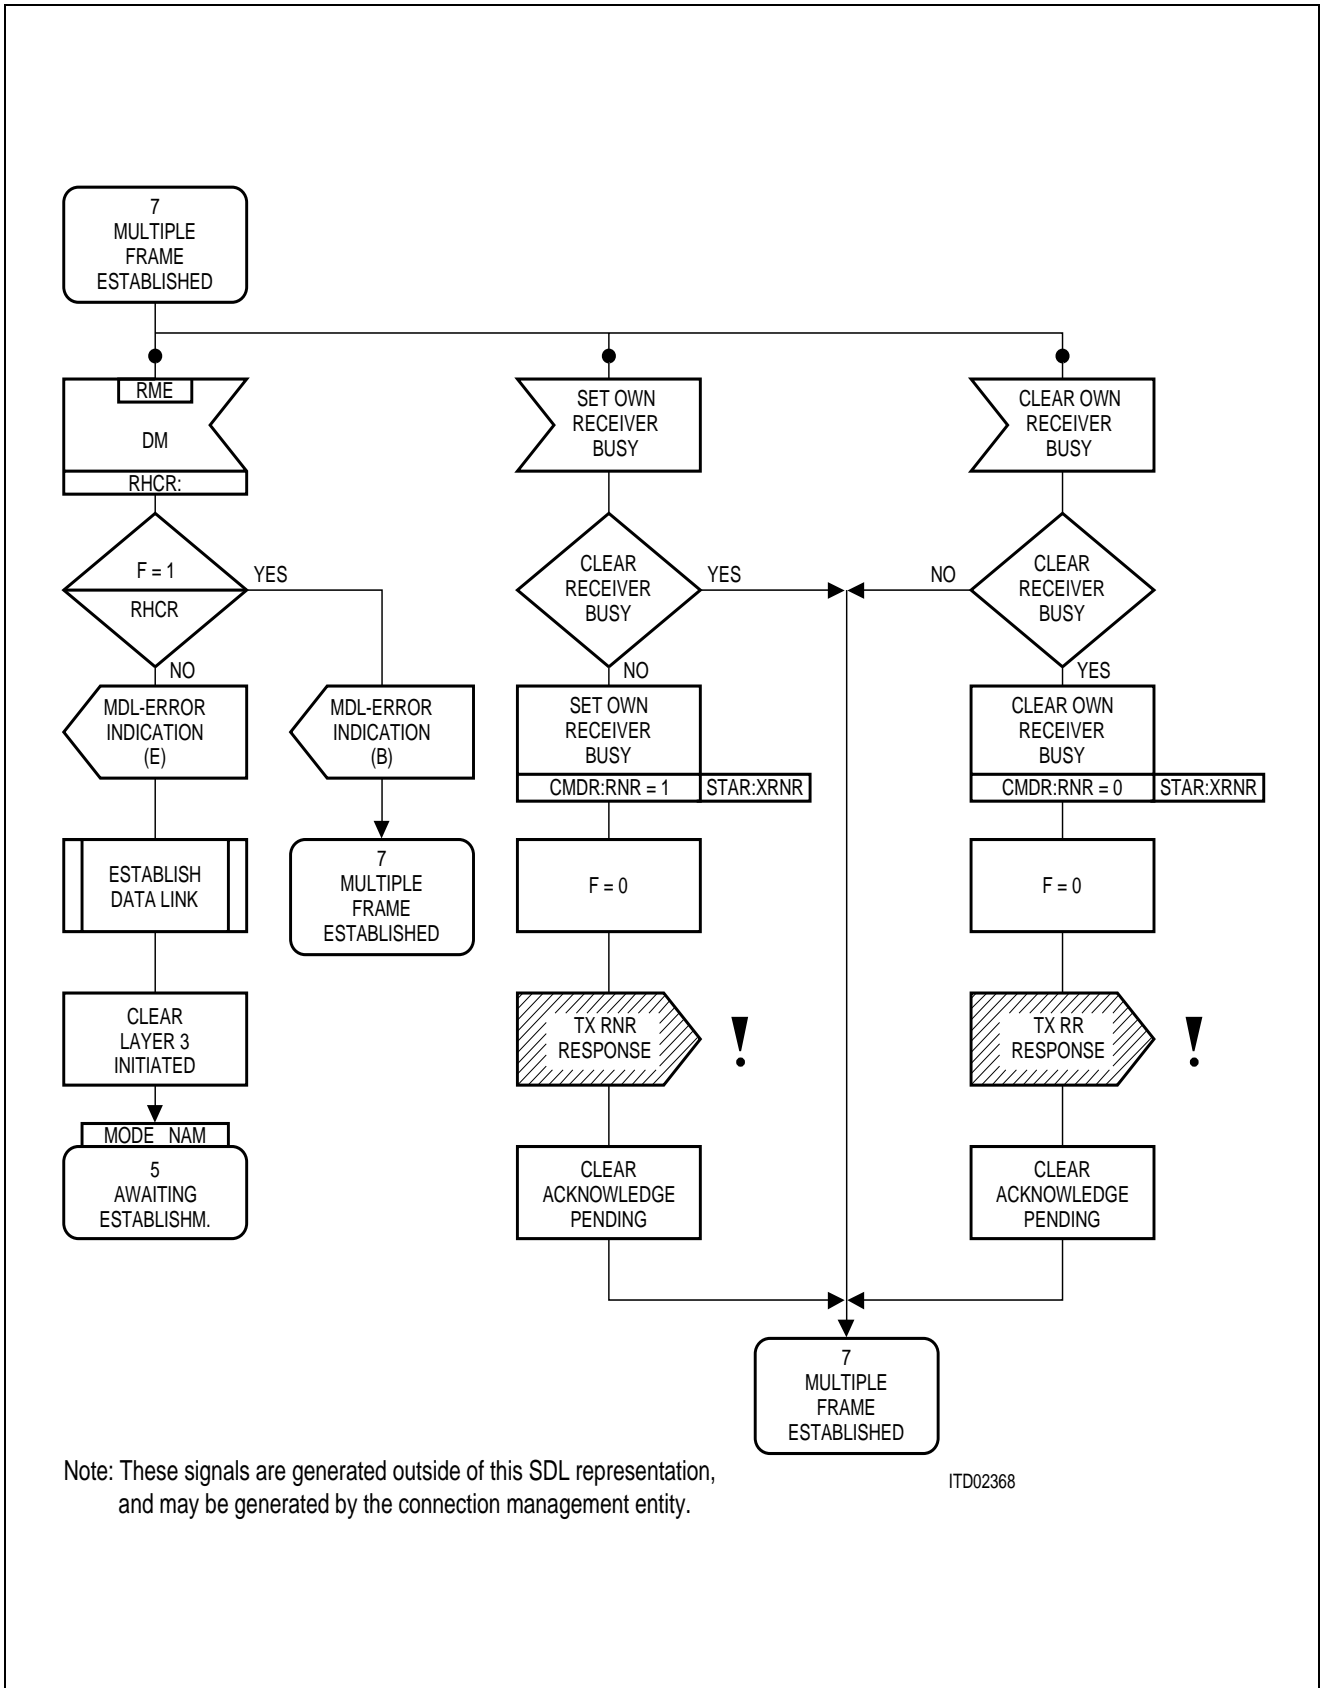 7
MULTIPLE
FRAME
ESTABLISHED
RME
DM
RHCR:
F = 1
RHCR
YES
NO
MDL-ERROR
INDICATION
(E)
MDL-ERROR
INDICATION
(B)
ESTABLISH
DATA LINK
7
MULTIPLE
FRAME
ESTABLISHED
CLEAR
LAYER 3
INITIATED
MODE NAM
5
AWAITING
ESTABLISHM.
SET OWN
RECEIVER
BUSY
CLEAR
RECEIVER
BUSY
YES
NO
SET OWN
RECEIVER
BUSY
CMDR:RNR = 1
STAR:XRNR
F = 0
TX RNR
RESPONSE
!
CLEAR
ACKNOWLEDGE
PENDING
CLEAR OWN
RECEIVER
BUSY
CLEAR
RECEIVER
BUSY
NO
YES
CLEAR OWN
RECEIVER
BUSY
CMDR:RNR = 0
STAR:XRNR
F = 0
TX RR
RESPONSE
!
CLEAR
ACKNOWLEDGE
PENDING
7
MULTIPLE
FRAME
ESTABLISHED
Note: These signals are generated outside of this SDL representation,
and may be generated by the connection management entity.
ITD02368